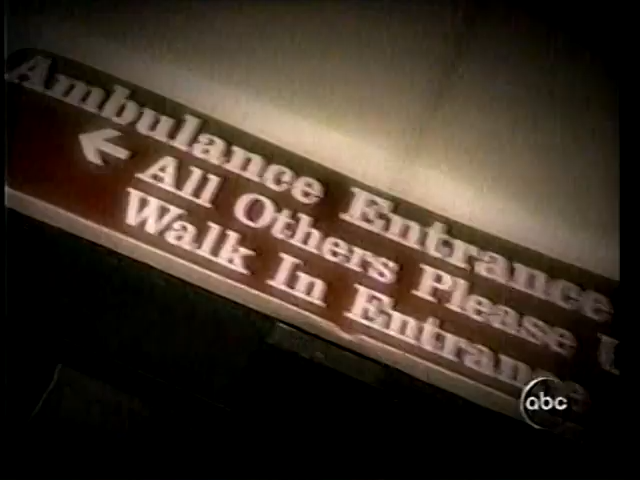 Ambulance Entrance
All Others Please U
Walk In Entrance
abc